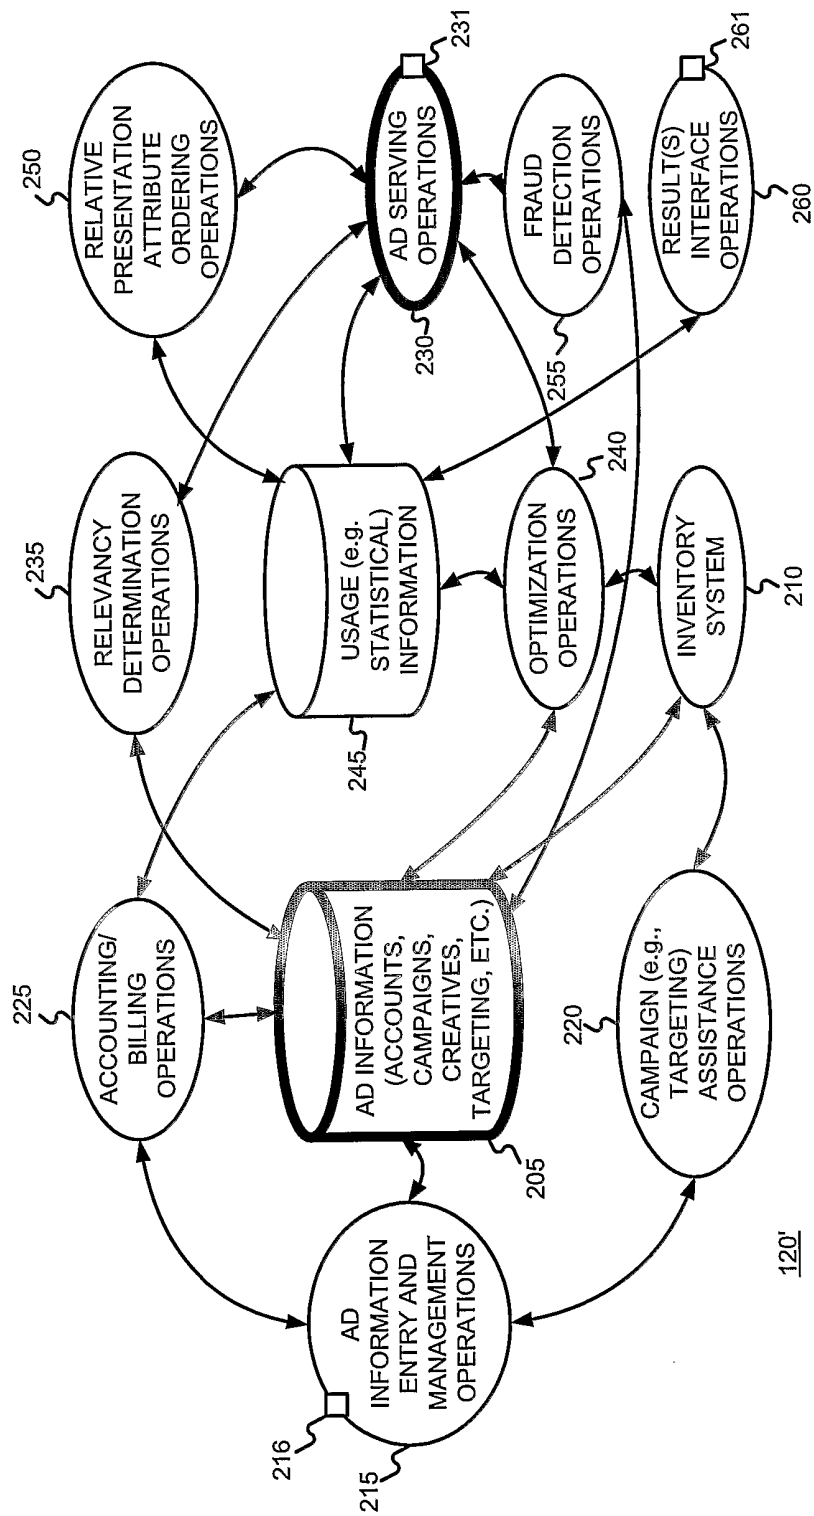 216
215
AD
INFORMATION
ENTRY AND
MANAGEMENT
OPERATIONS
225
ACCOUNTING/
BILLING
OPERATIONS
205
AD INFORMATION
(ACCOUNTS,
CAMPAIGNS,
CREATIVES,
TARGETING, ETC.)
220
CAMPAIGN (e.g.,
TARGETING)
ASSISTANCE
OPERATIONS
235
RELEVANCY
DETERMINATION
OPERATIONS
245
USAGE (e.g.
STATISTICAL)
INFORMATION
240
OPTIMIZATION
OPERATIONS
INVENTORY
SYSTEM
210
250
RELATIVE
PRESENTATION
ATTRIBUTE
ORDERING
OPERATIONS
231
AD SERVING
OPERATIONS
230
FRAUD
DETECTION
OPERATIONS
255
261
RESULT(S)
INTERFACE
OPERATIONS
260
120'